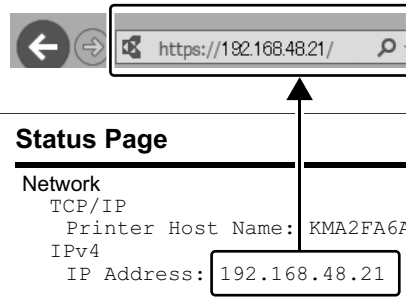 https://192.168.48.21/
Status Page
Network
TCP/IP
Printer Host Name: KMA2FA6A
IPv4
IP Address: 192.168.48.21